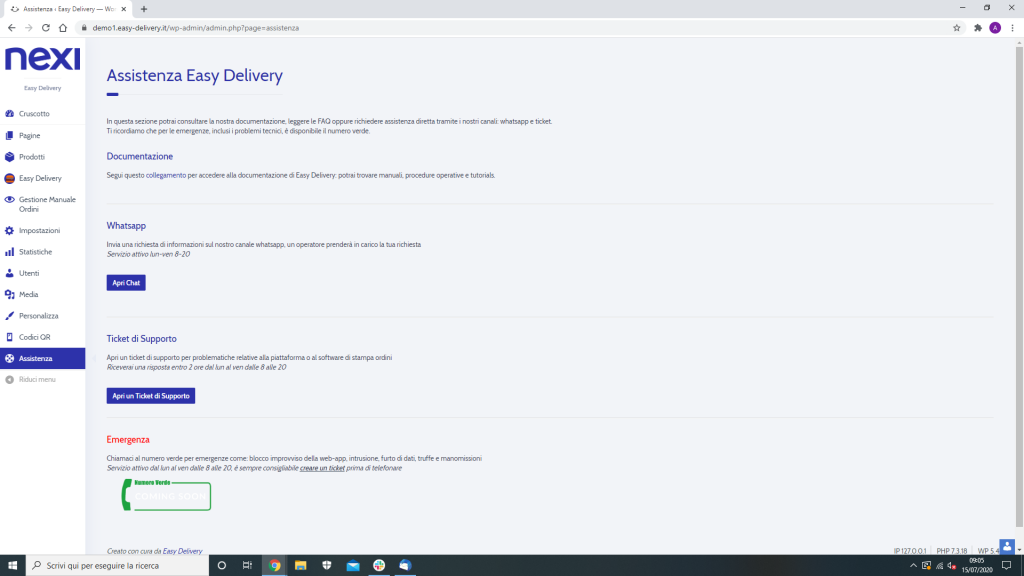 Assistenza ‹ Easy Delivery — Wo
demo1.easy-delivery.it/wp-admin/admin.php?page=assistenza
A
nexi
Easy Delivery
Cruscotto
Pagine
Prodotti
Easy Delivery
Gestione Manuale
Ordini
Impostazioni
Statistiche
Utenti
Media
Personalizza
Codici QR
Assistenza
Riduci menu
Assistenza Easy Delivery
In questa sezione potrai consultare la nostra documentazione, leggere le FAQ oppure richiedere assistenza diretta tramite i nostri canali: whatsapp e ticket.
Ti ricordiamo che per le emergenze, inclusi i problemi tecnici, é disponibile il numero verde.
Documentazione
Segui questo collegamento per accedere alla documentazione di Easy Delivery: potrai trovare manuali, procedure operative e tutorials.
Whatsapp
Invia una richiesta di informazioni sul nostro canale whatsapp, un operatore prenderà in carico la tua richiesta
Servizio attivo lun-ven 8-20
Apri Chat
Ticket di Supporto
Apri un ticket di supporto per problematiche relative alla piattaforma o al software di stampa ordini
Riceverai una risposta entro 2 ore dal lun al ven dalle 8 alle 20
Apri un Ticket di Supporto
Emergenza
Chiamaci al numero verde per emergenze come: blocco improvviso della web-app, intrusione, furto di dati, truffe e manomissioni
Servizio attivo dal lun al ven dalle 8 alle 20, é sempre consigliabile creare un ticket prima di telefonare
Numero Verde
COMING SOON
Creato con cura da Easy Delivery
IP 127.0.0.1 PHP 7.3.18 WP 5.4
Scrivi qui per eseguire la ricerca
09:05
15/07/2020